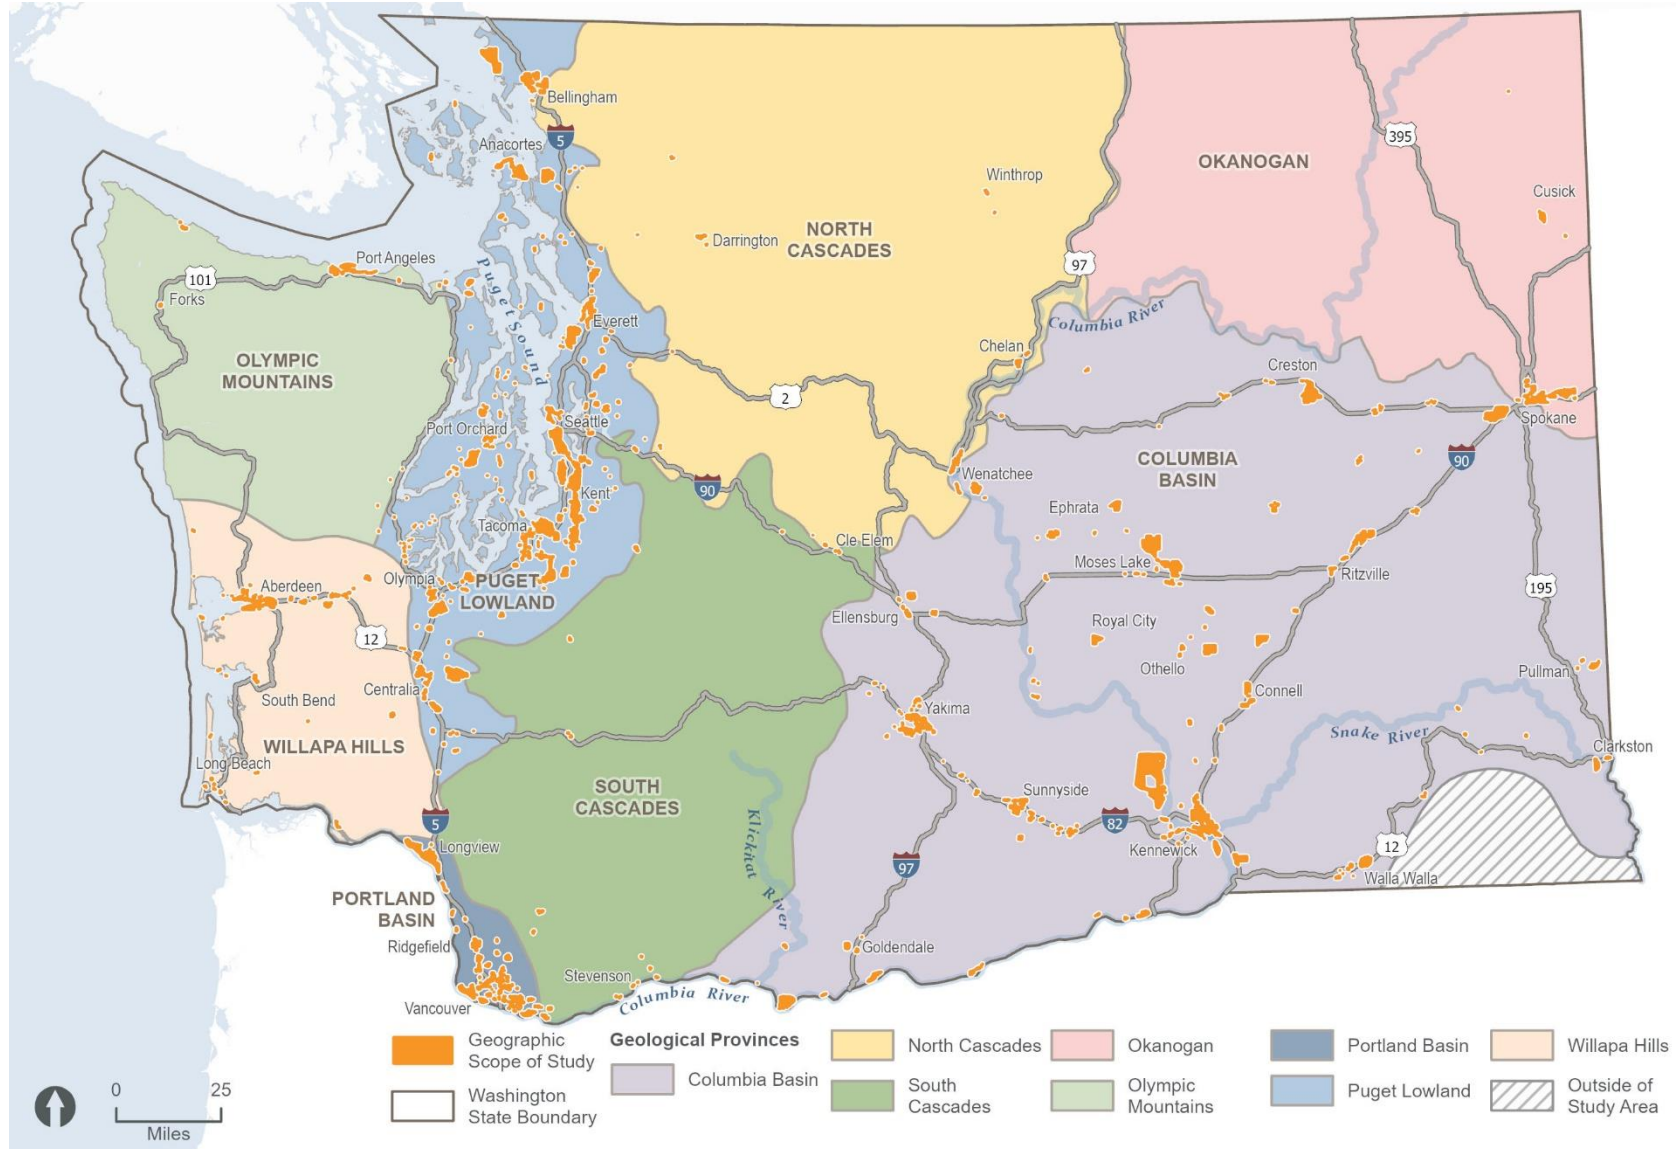 Bellingham
5
Anacortes
395
OKANOGAN
Winthrop
Cusick
NORTH
CASCADES
Darrington
Port Angeles
101
97
Forks
Puget Sound
Everett
Columbia River
OLYMPIC
MOUNTAINS
Chelan
Creston
2
Port Orchard
Seattle
Spokane
COLUMBIA
BASIN
90
Wenatchee
90
Kent
Ephrata
Tacoma
Cle Elem
Moses Lake
Ritzville
Olympia
PUGET
LOWLAND
Aberdeen
195
Ellensburg
Royal City
12
Othello
Pullman
Centralia
South Bend
Connell
Yakima
WILLAPA HILLS
Snake River
Clarkston
Long Beach
SOUTH
CASCADES
Sunnyside
5
82
Klickitat River
Longview
Kennewick
12
97
Walla Walla
PORTLAND
BASIN
Ridgefield
Goldendale
Stevenson
Columbia River
Vancouver
Geographic
Scope of Study
Washington
State Boundary
Geological Provinces
Columbia Basin
North Cascades
South
Cascades
Okanogan
Olympic
Mountains
Portland Basin
Puget Lowland
Willapa Hills
Outside of
Study Area
0 25
Miles